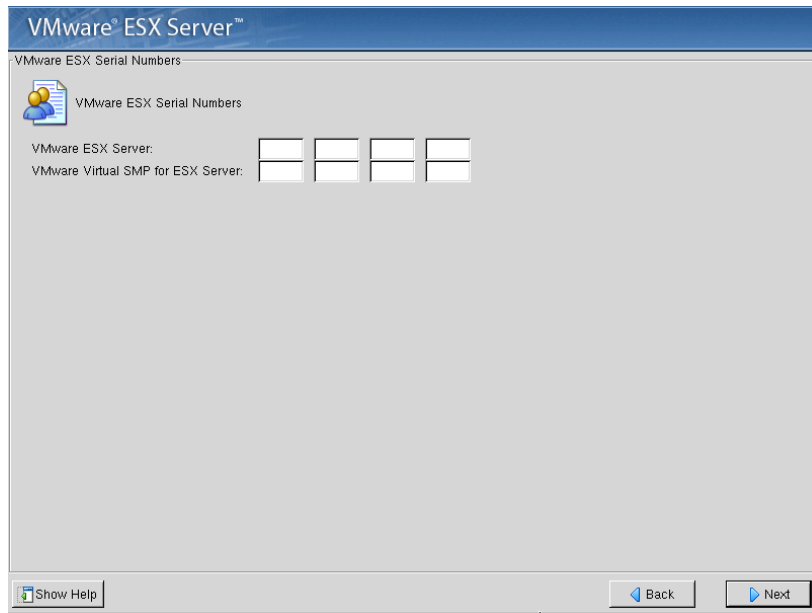 VMware® ESX Server™
VMware ESX Serial Numbers
VMware ESX Serial Numbers
VMware ESX Server:
VMware Virtual SMP for ESX Server:
Show Help
Back
Next